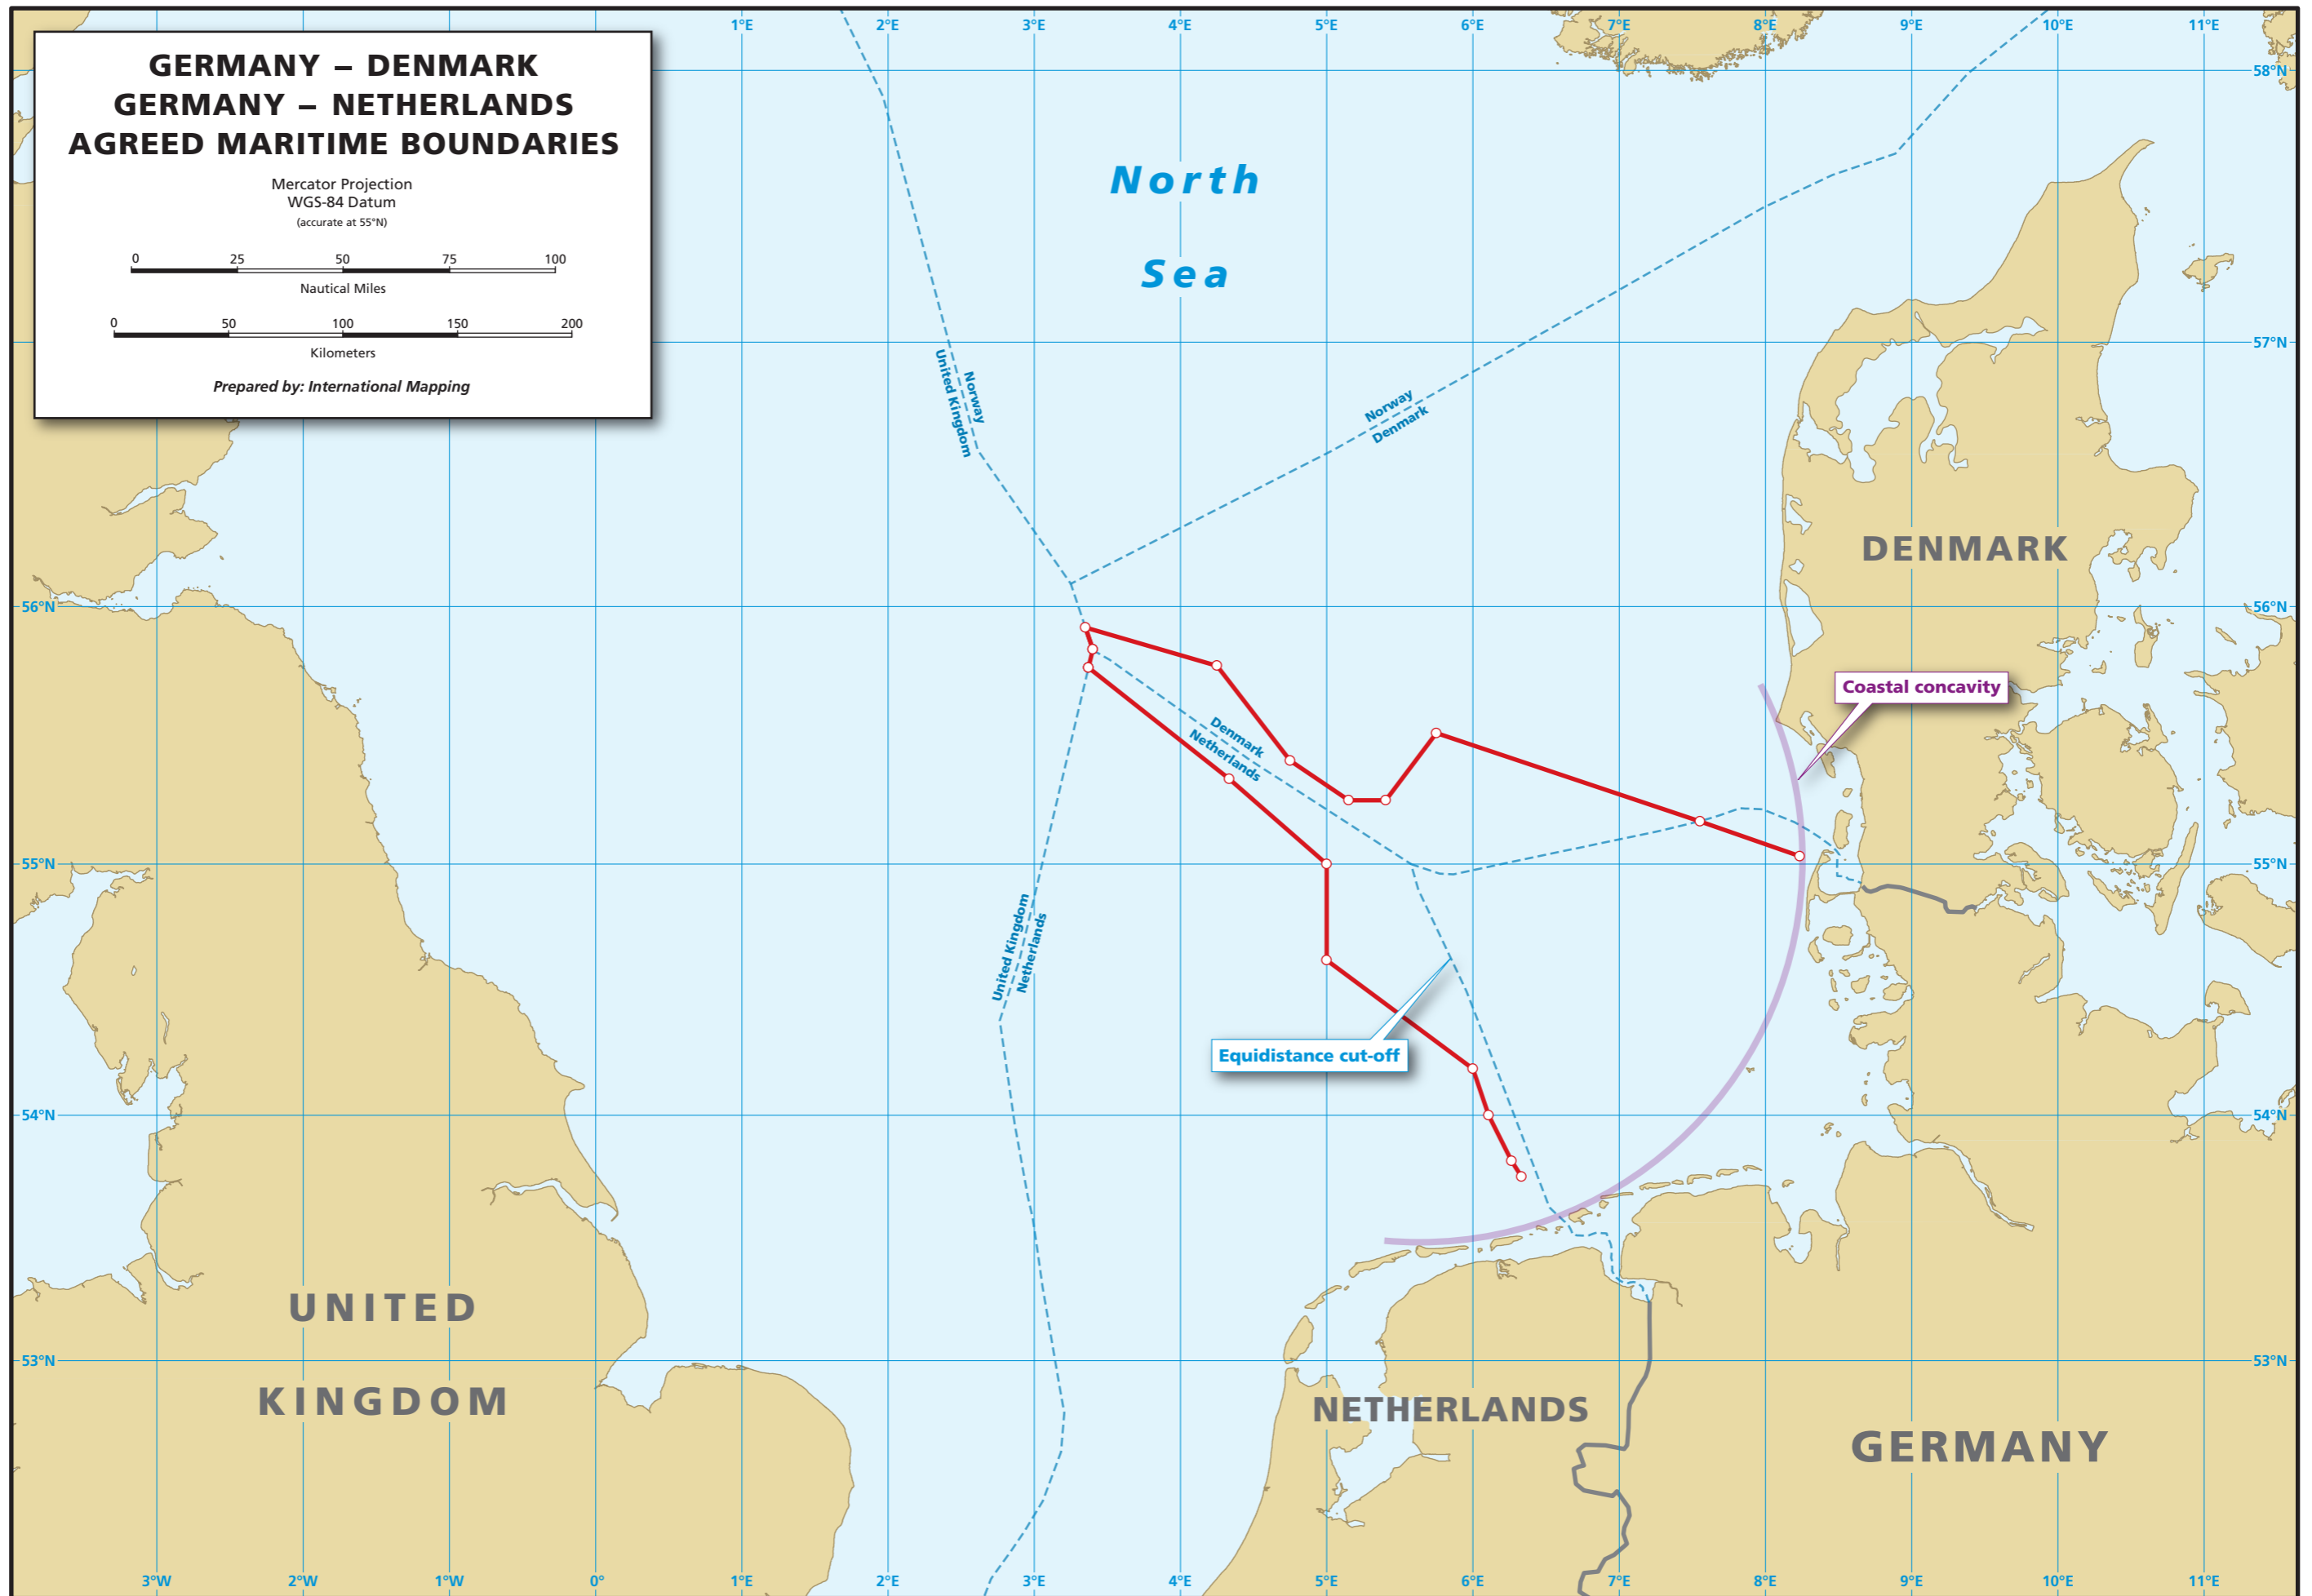 1°E 2°E 3°E 4°E 5°E 6°E 7°E 8°E 9°E 10°E 11°E
GERMANY – DENMARK
GERMANY – NETHERLANDS
AGREED MARITIME BOUNDARIES
Mercator Projection
WGS-84 Datum
(accurate at 55°N)
0 25 50 75 100
Nautical Miles
0 50 100 150 200
Kilometers
Prepared by: International Mapping
58°N
North
Sea
57°N
Norway
United Kingdom
Norway
Denmark
DENMARK
56°N 56°N
Coastal concavity
Denmark
Netherlands
55°N 55°N
United Kingdom
Netherlands
Equidistance cut-off
54°N 54°N
UNITED
KINGDOM
53°N 53°N
NETHERLANDS
GERMANY
3°W 2°W 1°W 0° 1°E 2°E 3°E 4°E 5°E 6°E 7°E 8°E 9°E 10°E 11°E